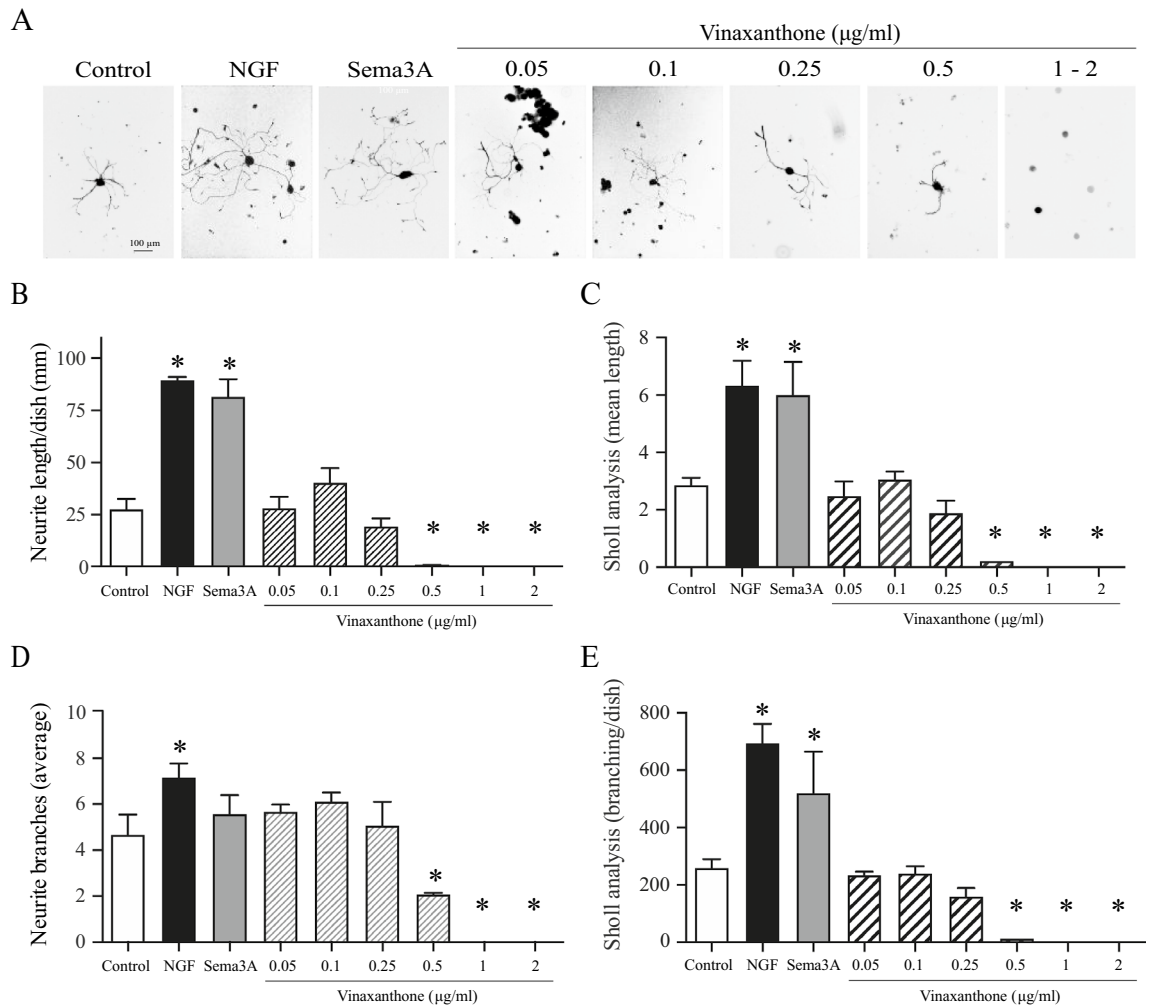 A
Vinaxanthone (µg/ml)
Control NGF Sema3A 0.05 0.1 0.25 0.5 1 - 2
100 µm
100 µm
B
Neurite length/dish (mm)
100
75
50
25
0
* * * * *
Control NGF Sema3A 0.05 0.1 0.25 0.5 1 2
Vinaxanthone (µg/ml)
C
Sholl analysis (mean length)
8
6
4
2
0
* * * * *
Control NGF Sema3A 0.05 0.1 0.25 0.5 1 2
Vinaxanthone (µg/ml)
D
Neurite branches (average)
10
8
6
4
2
0
* * * *
Control NGF Sema3A 0.05 0.1 0.25 0.5 1 2
Vinaxanthone (µg/ml)
E
Sholl analysis (branching/dish)
800
600
400
200
0
* * * * *
Control NGF Sema3A 0.05 0.1 0.25 0.5 1 2
Vinaxanthone (µg/ml)